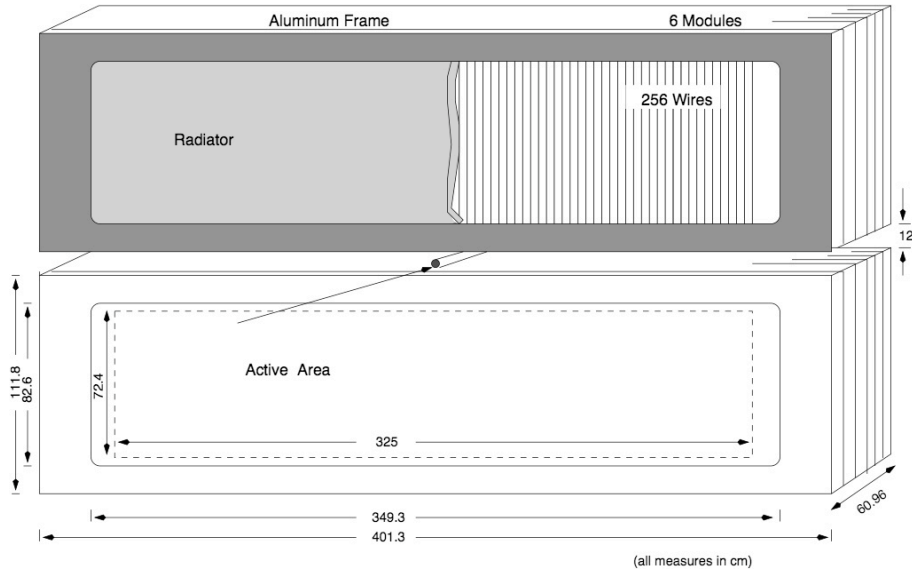 Aluminum Frame
6 Modules
256 Wires
Radiator
12
111.8
82.6
72.4
Active Area
325
60.96
349.3
401.3
(all measures in cm)